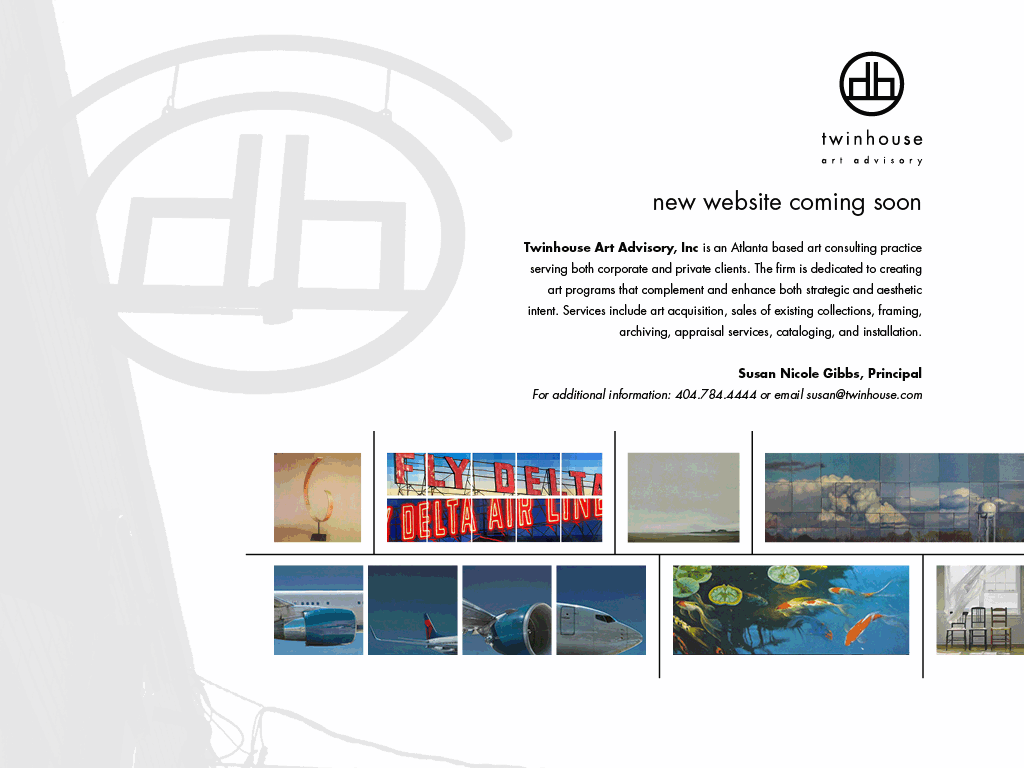 twinhouse
art advisory
new website coming soon
Twinhouse Art Advisory, Inc is an Atlanta based art consulting practice
serving both corporate and private clients. The firm is dedicated to creating
art programs that complement and enhance both strategic and aesthetic
intent. Services include art acquisition, sales of existing collections, framing,
archiving, appraisal services, cataloging, and installation.
Susan Nicole Gibbs, Principal
For additional information: 404.784.4444 or email susan@twinhouse.com
FLY DELTA
DELTA AIR LINE